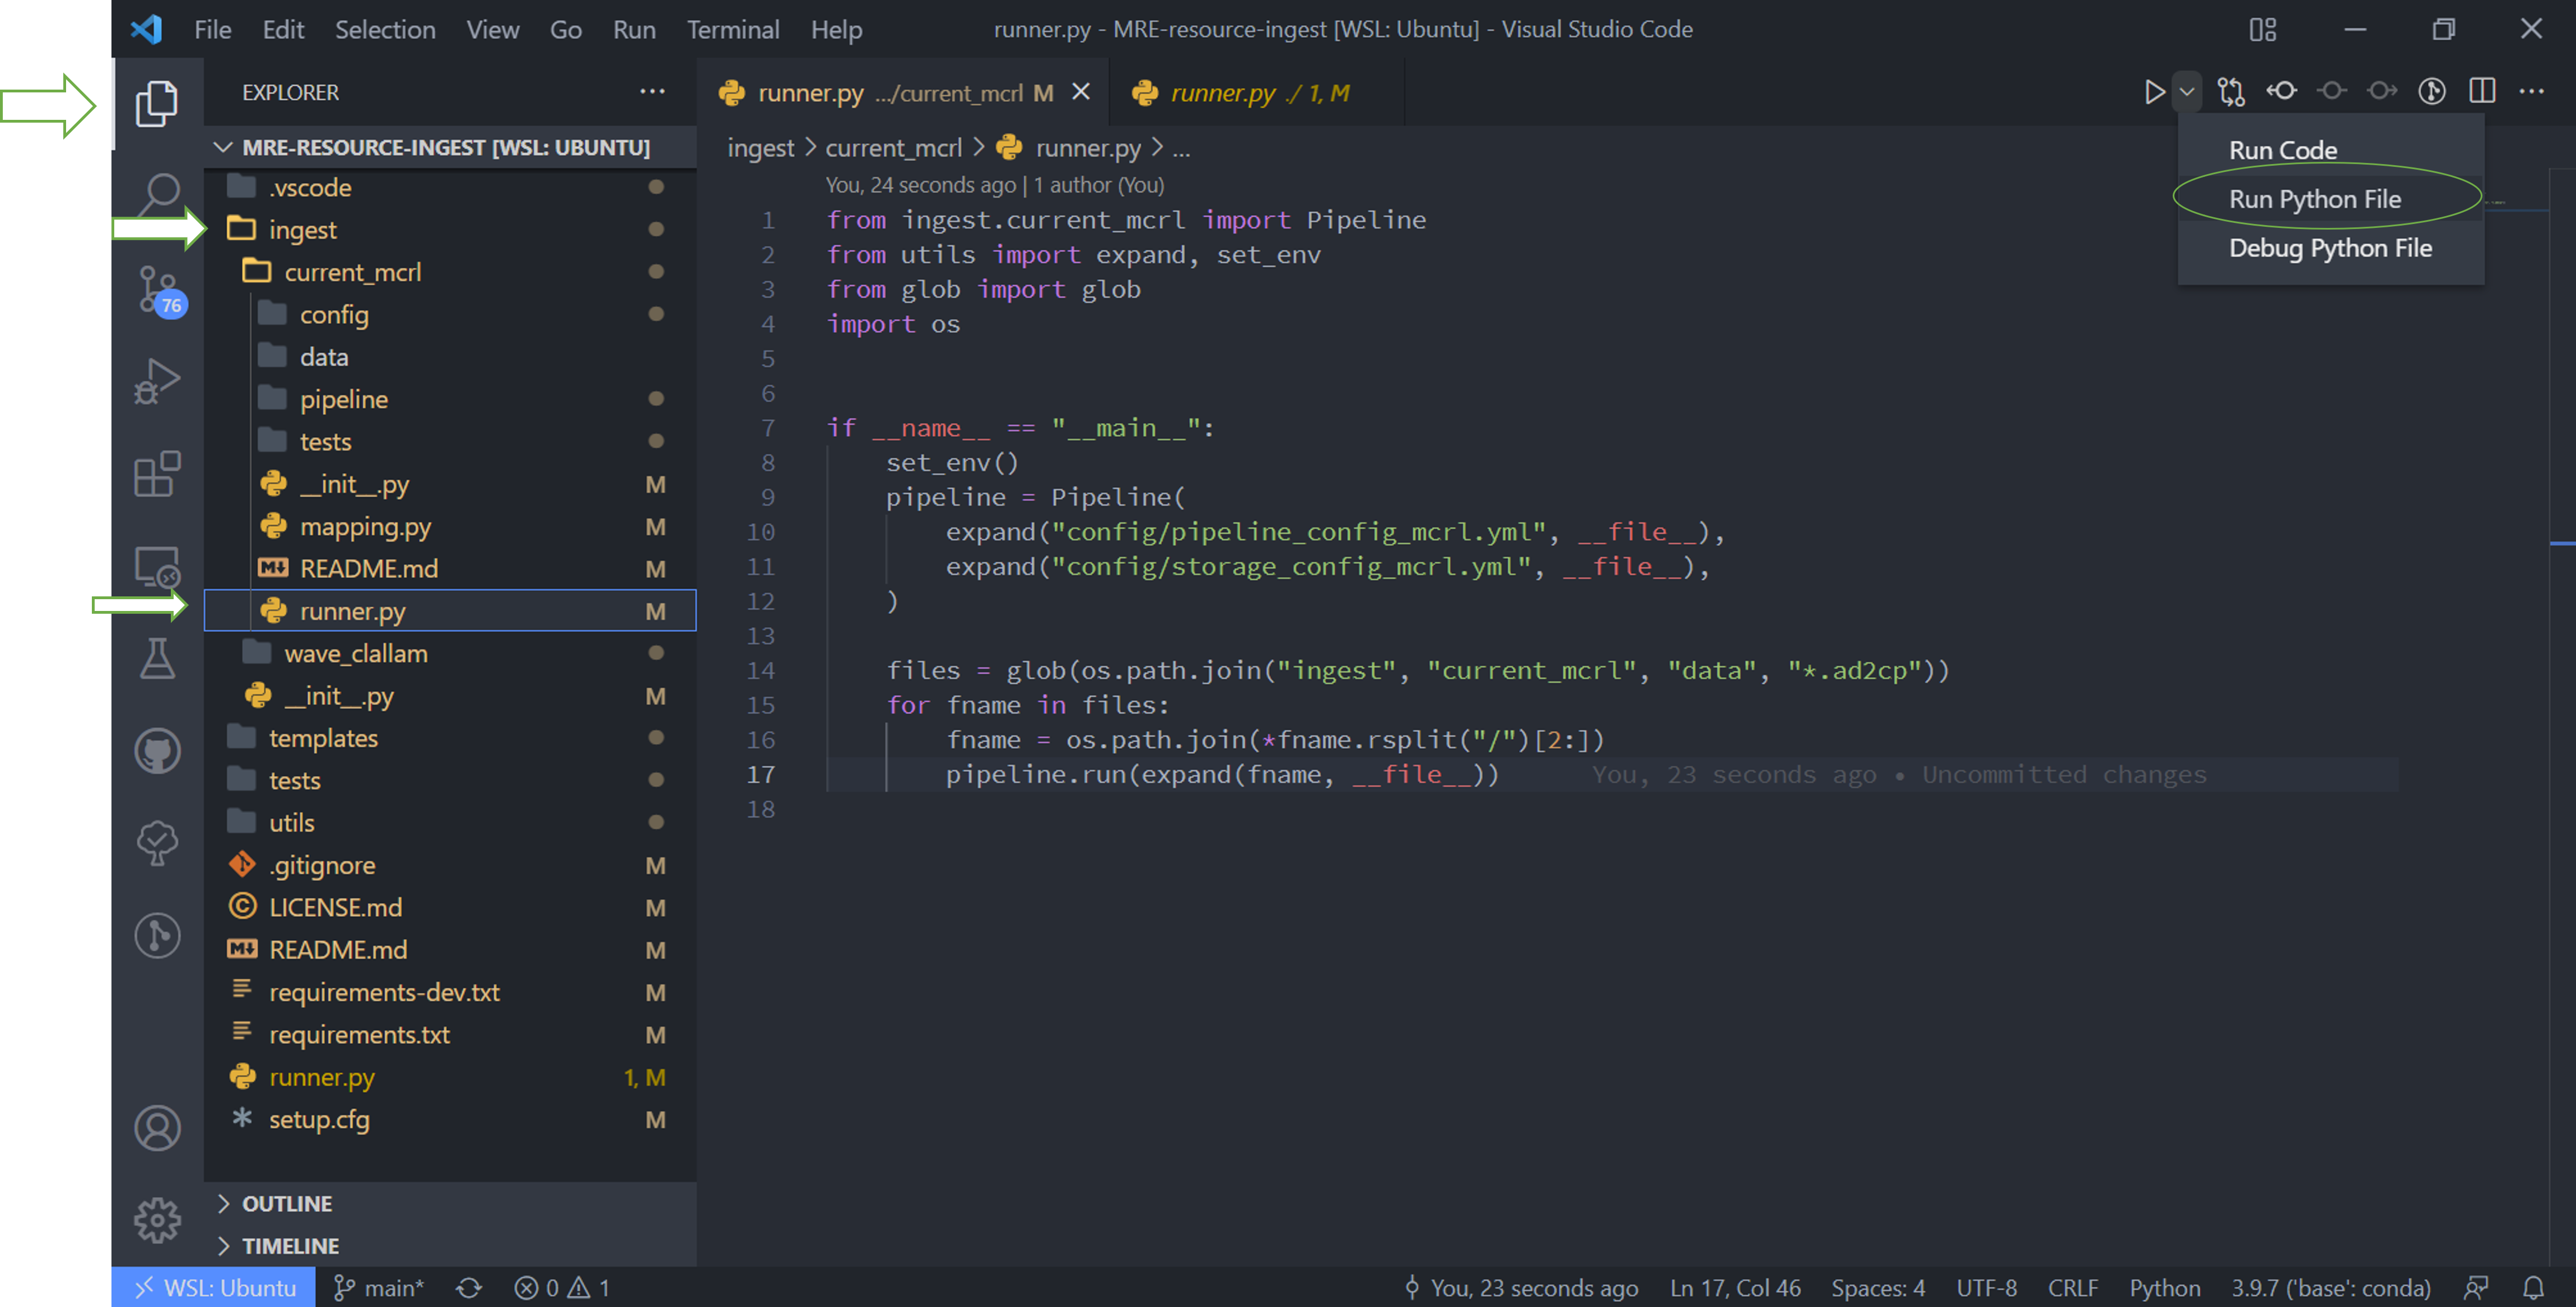 File Edit Selection View Go Run Terminal Help runner.py - MRE-resource-ingest [WSL: Ubuntu] - Visual Studio Code
EXPLORER
MRE-RESOURCE-INGEST [WSL: UBUNTU]
.vscode
ingest
current_mcrl
config
data
pipeline
tests
__init__.py M
mapping.py M
README.md M
runner.py M
wave_clallam
__init__.py M
templates
tests
utils
.gitignore M
LICENSE.md M
README.md M
requirements-dev.txt M
requirements.txt M
runner.py 1, M
setup.cfg M
OUTLINE
TIMELINE
76
runner.py .../current_mcrl M
runner.py ./ 1, M
ingest > current_mcrl > runner.py > ...
You, 24 seconds ago | 1 author (You)
1 from ingest.current_mcrl import Pipeline
2 from utils import expand, set_env
3 from glob import glob
4 import os
5
6
7 if __name__ == "__main__":
8 set_env()
9 pipeline = Pipeline(
10 expand("config/pipeline_config_mcrl.yml", __file__),
11 expand("config/storage_config_mcrl.yml", __file__),
12 )
13
14 files = glob(os.path.join("ingest", "current_mcrl", "data", "*.ad2cp"))
15 for fname in files:
16 fname = os.path.join(*fname.rsplit("/")[2:])
17 pipeline.run(expand(fname, __file__)) You, 23 seconds ago • Uncommitted changes
18
Run Code
Run Python File
Debug Python File
WSL: Ubuntu main* 0 1 You, 23 seconds ago Ln 17, Col 46 Spaces: 4 UTF-8 CRLF Python 3.9.7 ('base': conda)